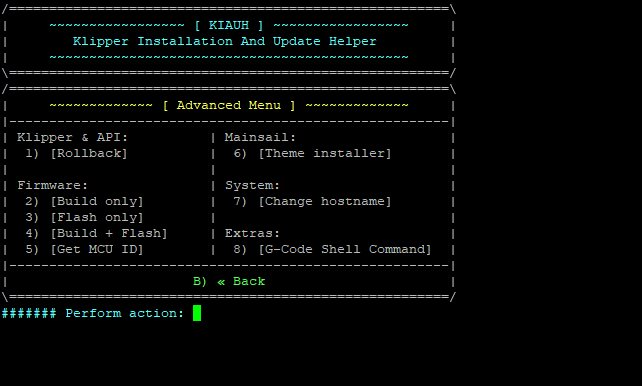 /=======================================================\
|     ~~~~~~~~~~~~~~~~~ [ KIAUH ] ~~~~~~~~~~~~~~~~~     |
|        Klipper Installation And Update Helper         |
|     ~~~~~~~~~~~~~~~~~~~~~~~~~~~~~~~~~~~~~~~~~~~~~     |
\=======================================================/
/=======================================================\
|     ~~~~~~~~~~~~~ [ Advanced Menu ] ~~~~~~~~~~~~~     |
|-------------------------------------------------------|
| Klipper & API:          | Mainsail:                   |
|  1) [Rollback]          |  6) [Theme installer]       |
|                         |                             |
| Firmware:               | System:                     |
|  2) [Build only]        |  7) [Change hostname]       |
|  3) [Flash only]        |                             |
|  4) [Build + Flash]     | Extras:                     |
|  5) [Get MCU ID]        |  8) [G-Code Shell Command]  |
|-------------------------------------------------------|
|                       B) « Back                       |
\=======================================================/
####### Perform action: